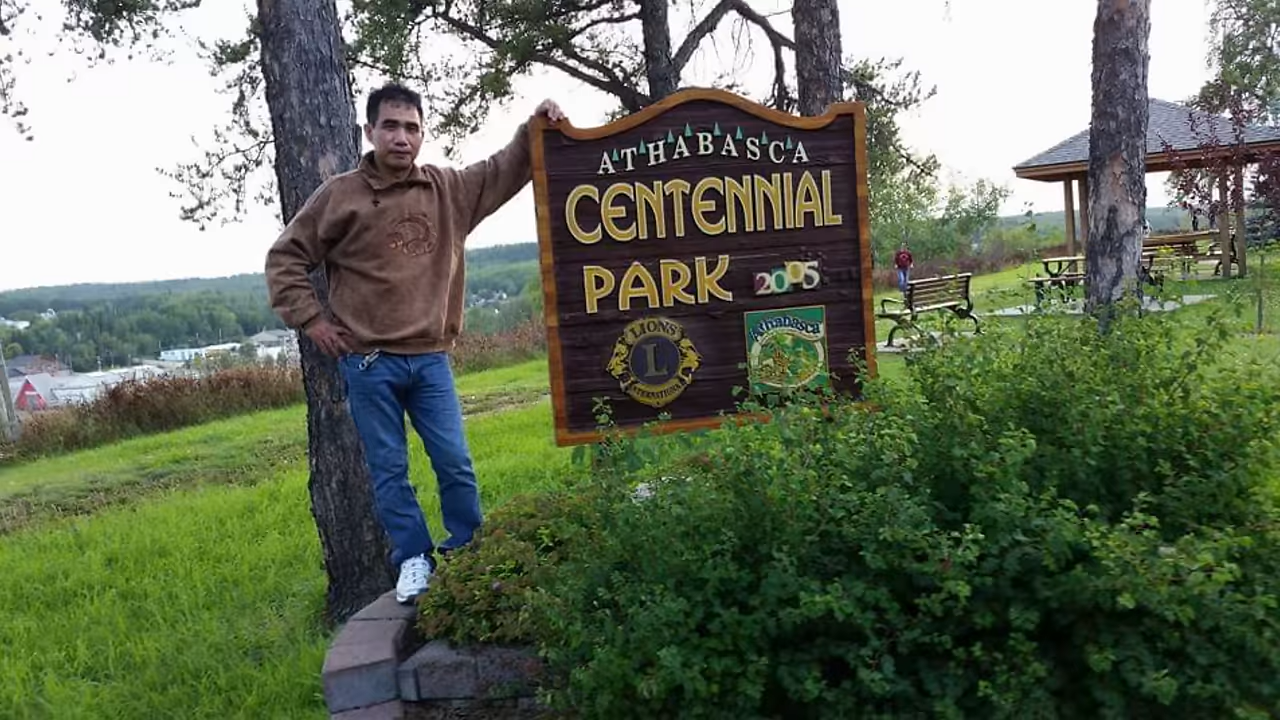 ATHABASCA
CENTENNIAL
PARK 2005
LIONS Athabasca
L
INTERNATIONAL